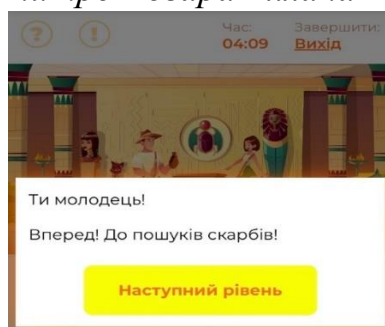 Час: Завершити:
04:09 Вихід
Ти молодець!
Вперед! До пошуків скарбів!
Наступний рівень